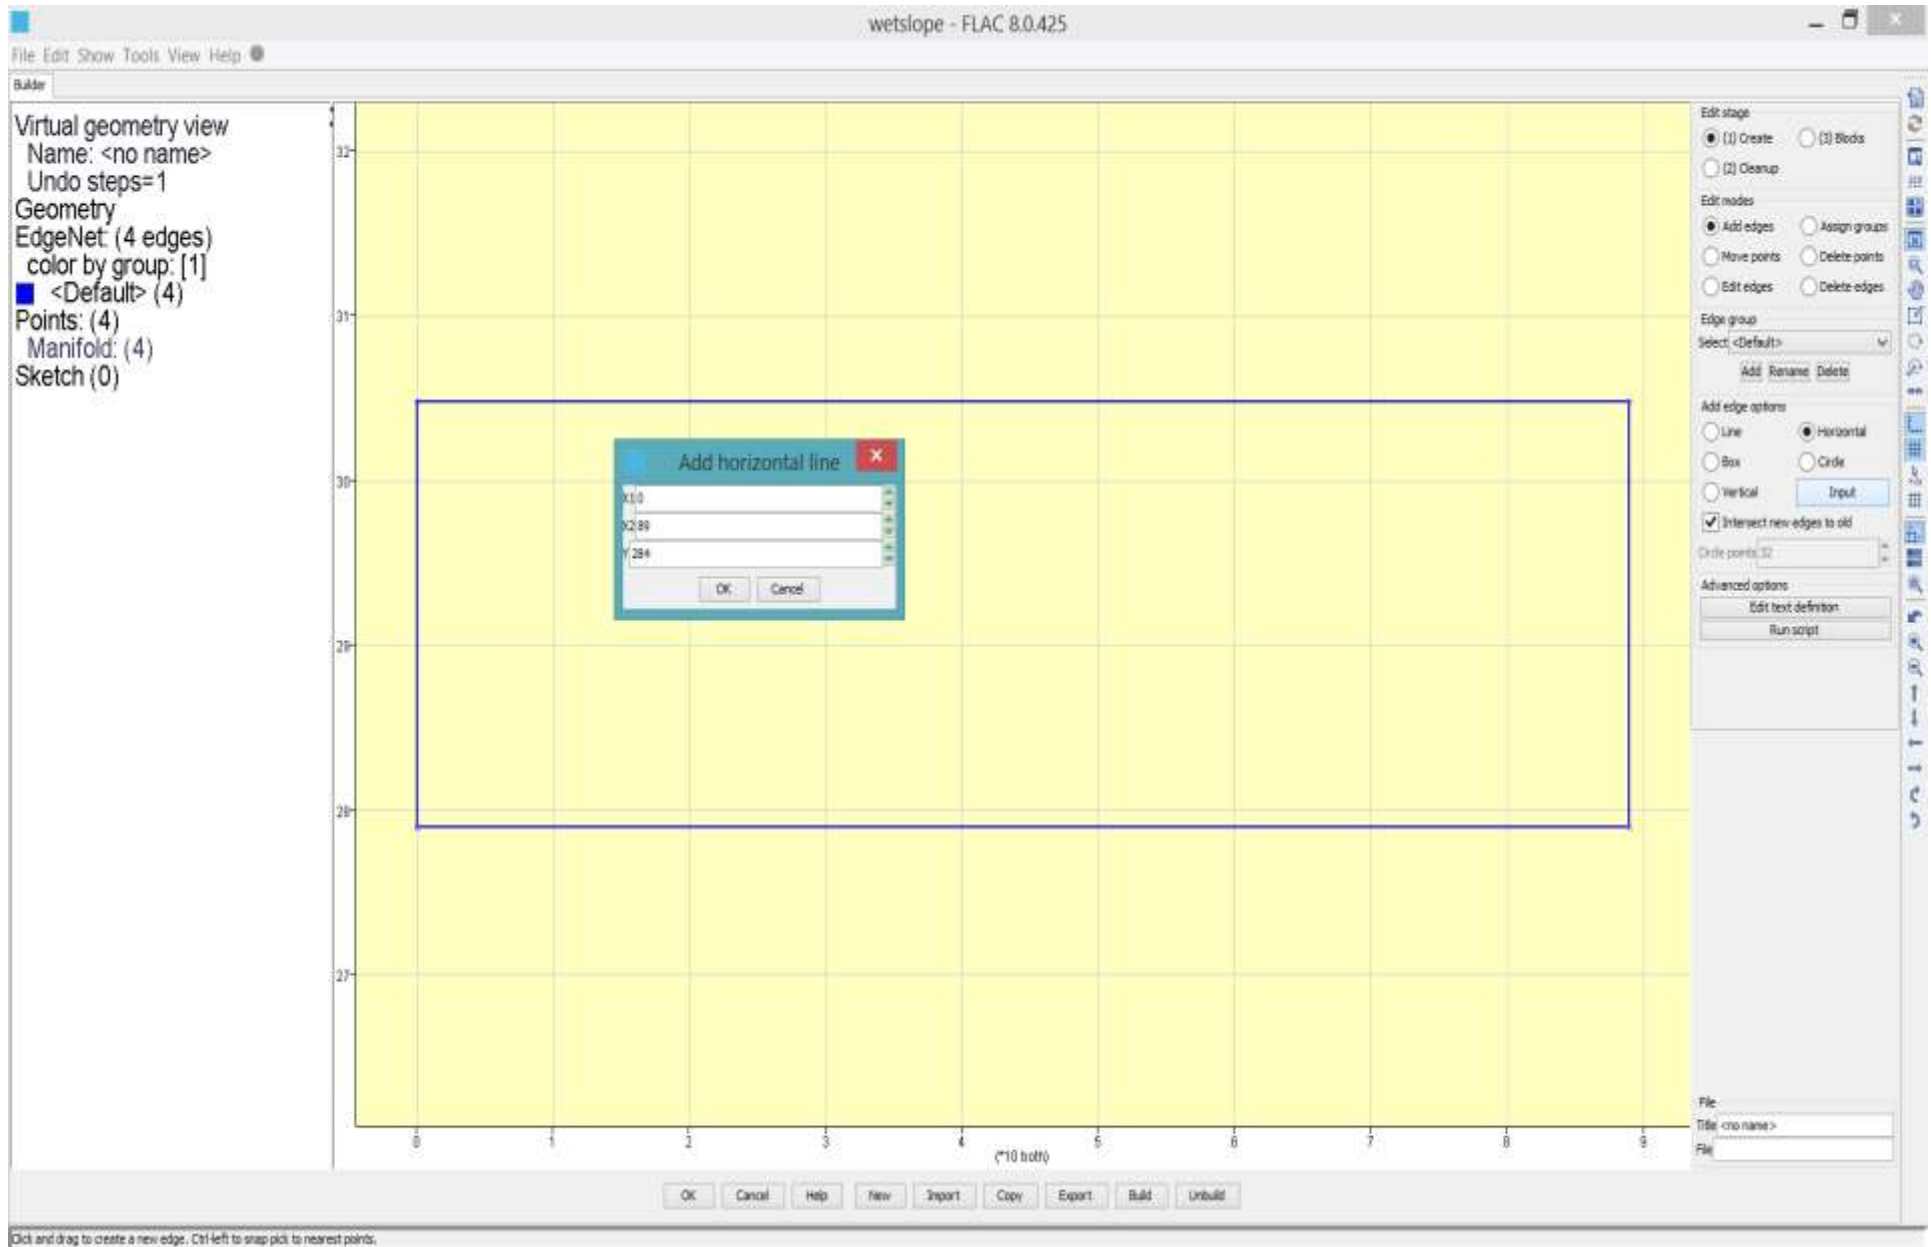 wetslope - FLAC 8.0.425
File Edit Show Tools View Help
Builder
Virtual geometry view
Name: <no name>
Undo steps=1
Geometry
EdgeNet: (4 edges)
color by group: [1]
<Default> (4)
Points: (4)
Manifold: (4)
Sketch (0)
32
31
30
29
28
27
Add horizontal line
X1 0
X2 89
Y 284
OK Cancel
0 1 2 3 4 5 6 7 8 9
(*10 both)
Edit stage
(1) Create (3) Blocks
(2) Cleanup
Edit modes
Add edges Assign groups
Move points Delete points
Edit edges Delete edges
Edge group
Select <Default>
Add Rename Delete
Add edge options
Line Horizontal
Box Circle
Vertical Input
Intersect new edges to old
Circle points 32
Advanced options
Edit text definition
Run script
File
Title <no name>
File
OK Cancel Help New Import Copy Export Build Unbuild
Click and drag to create a new edge. Ctrl-left to snap pick to nearest points.